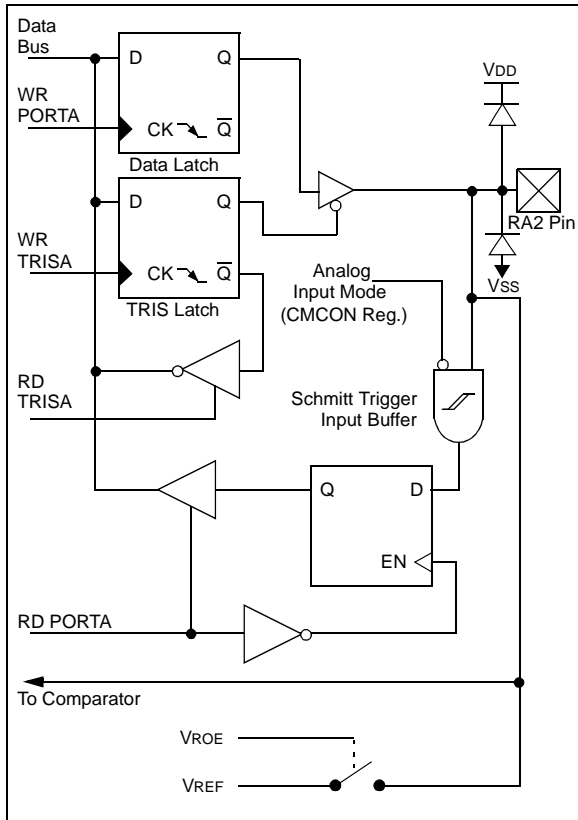 Data
Bus
D
Q
VDD
WR
PORTA
CK
Q
Data Latch
D
Q
RA2 Pin
WR
TRISA
CK
Q
VSS
TRIS Latch
Analog
Input Mode
(CMCON Reg.)
RD
TRISA
Schmitt Trigger
Input Buffer
Q
D
EN
RD PORTA
To Comparator
VROE
VREF